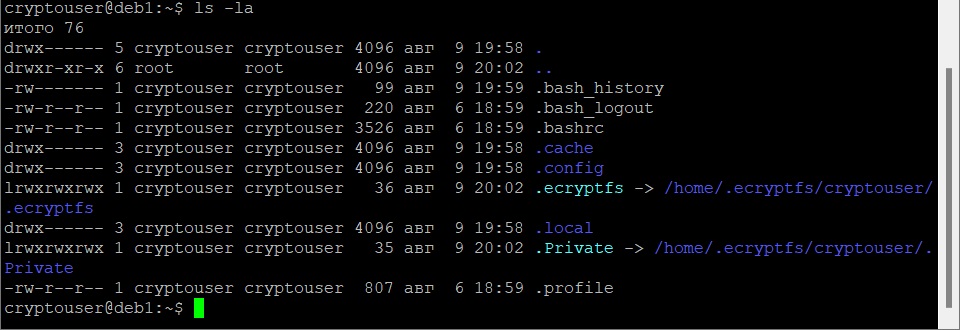 cryptouser@deb1:~$ ls -la
итого 76
drwx------ 5 cryptouser cryptouser 4096 авг  9 19:58 .
drwxr-xr-x 6 root       root       4096 авг  9 20:02 ..
-rw------- 1 cryptouser cryptouser   99 авг  9 19:59 .bash_history
-rw-r--r-- 1 cryptouser cryptouser  220 авг  6 18:59 .bash_logout
-rw-r--r-- 1 cryptouser cryptouser 3526 авг  6 18:59 .bashrc
drwx------ 3 cryptouser cryptouser 4096 авг  9 19:58 .cache
drwx------ 3 cryptouser cryptouser 4096 авг  9 19:58 .config
lrwxrwxrwx 1 cryptouser cryptouser   36 авг  9 20:02 .ecryptfs -> /home/.ecryptfs/cryptouser/
.ecryptfs
drwx------ 3 cryptouser cryptouser 4096 авг  9 19:58 .local
lrwxrwxrwx 1 cryptouser cryptouser   35 авг  9 20:02 .Private -> /home/.ecryptfs/cryptouser/.
Private
-rw-r--r-- 1 cryptouser cryptouser  807 авг  6 18:59 .profile
cryptouser@deb1:~$